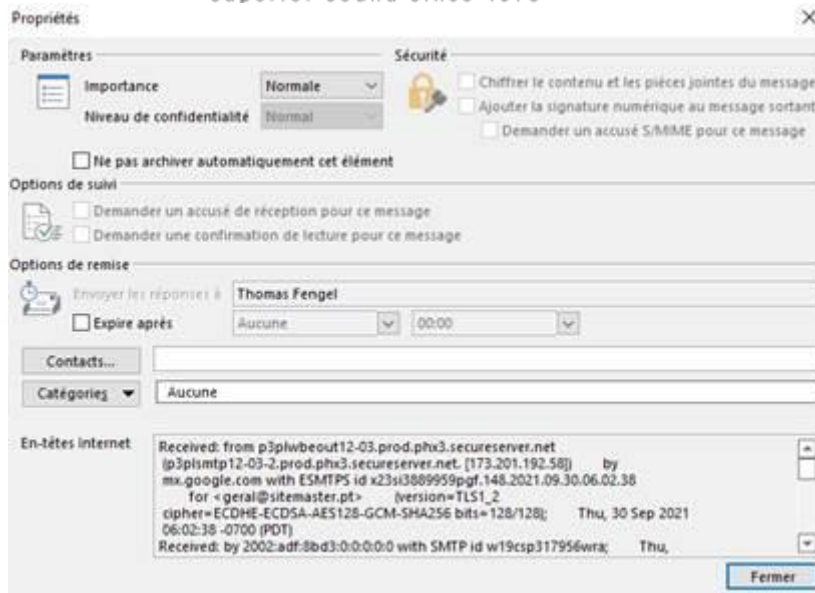 Propriétés
Paramètres
Importance Normale
Niveau de confidentialité Normal
Ne pas archiver automatiquement cet élément
Sécurité
Chiffrer le contenu et les pièces jointes du message
Ajouter la signature numérique au message sortant
Demander un accusé S/MIME pour ce message
Options de suivi
Demander un accusé de réception pour ce message
Demander une confirmation de lecture pour ce message
Options de remise
Envoyer les réponses à Thomas Fengel
Expire après Aucune 00:00
Contacts...
Catégories Aucune
En-têtes Internet
Received: from p3plwbeout12-03.prod.phx3.secureserver.net
(p3plsmtp12-03-2.prod.phx3.secureserver.net. [173.201.192.58]) by
mx.google.com with ESMTPS id x23si3889959pgf.148.2021.09.30.06.02.38
for <geral@sitemaster.pt> (version=TLS1_2
cipher=ECDHE-ECDSA-AES128-GCM-SHA256 bits=128/128); Thu, 30 Sep 2021
06:02:38 -0700 (PDT)
Received: by 2002:adf:8bd3:0:0:0:0:0 with SMTP id w19csp317956wra; Thu,
Fermer